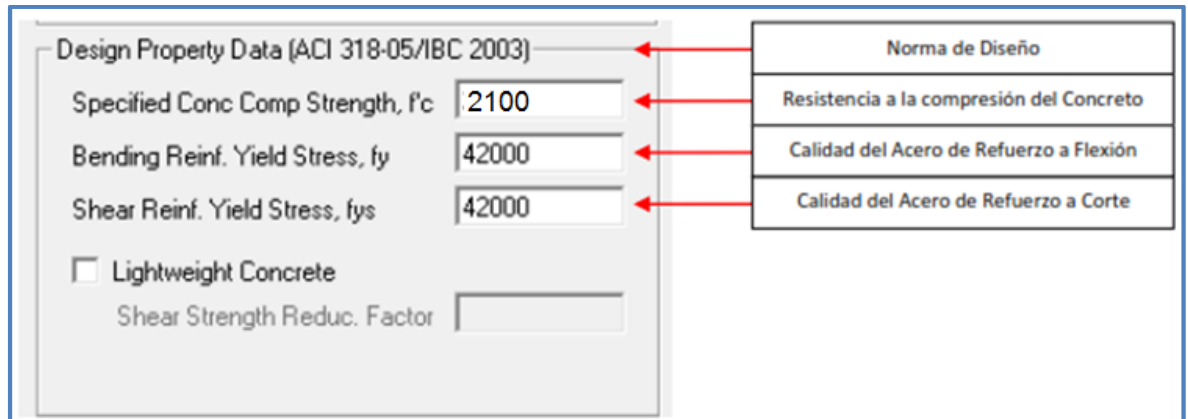 Design Property Data (ACI 318-05/IBC 2003)
Norma de Diseño
Specified Conc Comp Strength, f'c 2100
Resistencia a la compresión del Concreto
Bending Reinf. Yield Stress, fy 42000
Calidad del Acero de Refuerzo a Flexión
Shear Reinf. Yield Stress, fys 42000
Calidad del Acero de Refuerzo a Corte
Lightweight Concrete
Shear Strength Reduc. Factor